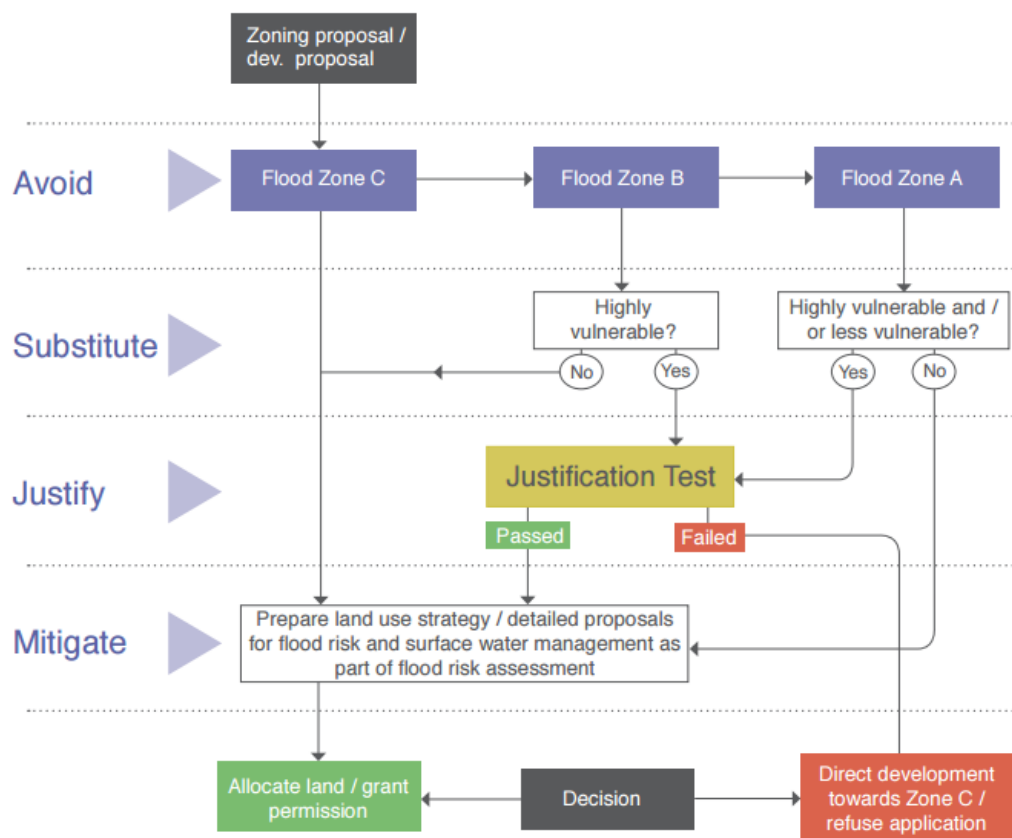 Zoning proposal /
dev. proposal
Avoid
Flood Zone C
Flood Zone B
Flood Zone A
Substitute
Highly
vulnerable?
Highly vulnerable and /
or less vulnerable?
No
Yes
Yes
No
Justify
Justification Test
Passed
Failed
Mitigate
Prepare land use strategy / detailed proposals
for flood risk and surface water management as
part of flood risk assessment
Allocate land / grant
permission
Decision
Direct development
towards Zone C /
refuse application